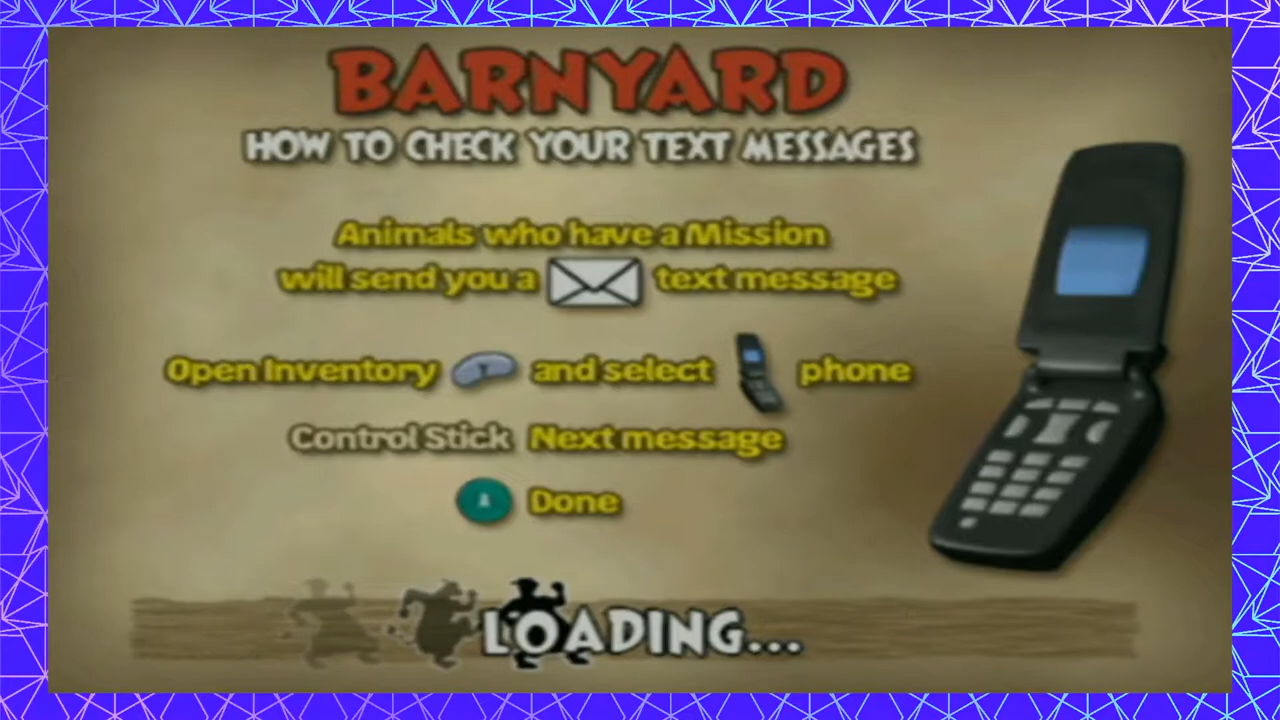 BARNYARD
HOW TO CHECK YOUR TEXT MESSAGES
Animals who have a Mission
will send you a text message
Open Inventory Y and select phone
Control Stick Next message
A Done
LOADING...